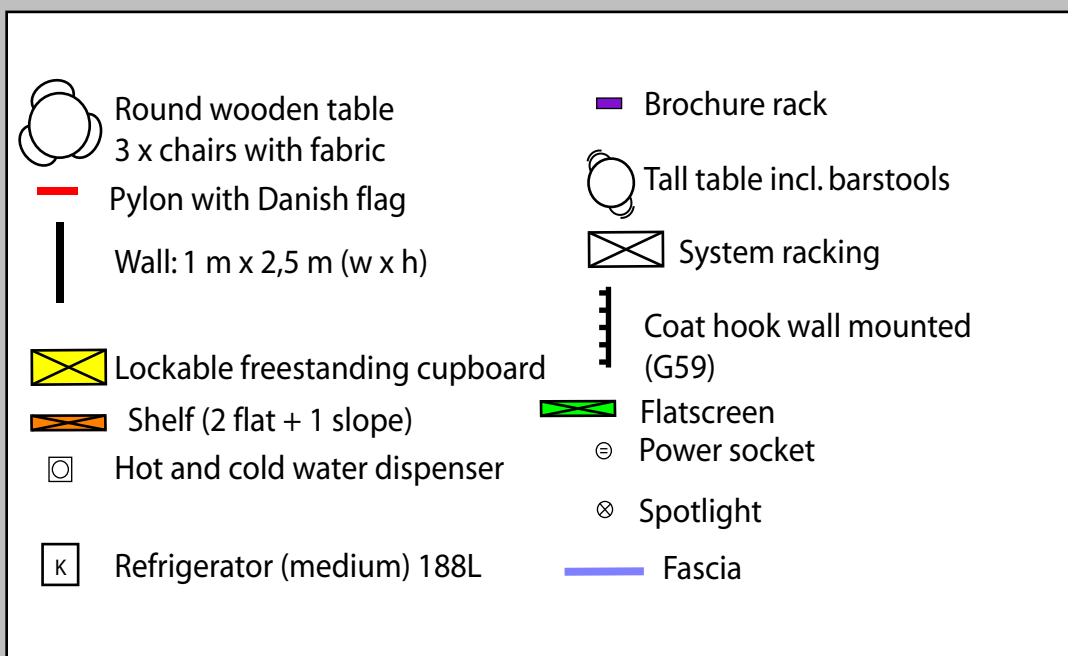 Round wooden table
3 x chairs with fabric
Pylon with Danish flag
Wall: 1 m x 2,5 m (w x h)
Lockable freestanding cupboard
Shelf (2 flat + 1 slope)
Hot and cold water dispenser
K
Refrigerator (medium) 188L
Brochure rack
Tall table incl. barstools
System racking
Coat hook wall mounted
(G59)
Flatscreen
Power socket
Spotlight
Fascia